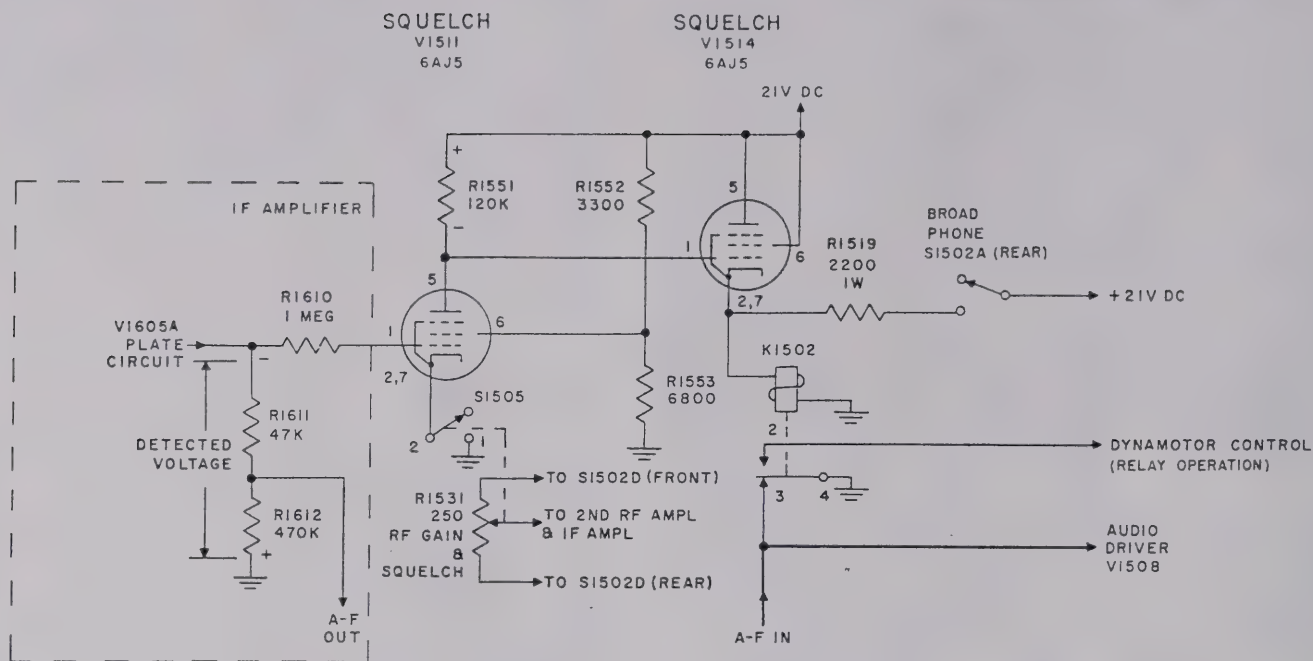 SQUELCH
V1511
6AJ5
SQUELCH
V1514
6AJ5
21V DC
+
R1551
120K
-
R1552
3300
5
1
6
2,7
R1519
2200
1W
BROAD
PHONE
S1502A (REAR)
+ 21V DC
IF AMPLIFIER
V1605A
PLATE
CIRCUIT
-
R1610
1 MEG
5
1
6
2,7
R1611
47K
DETECTED
VOLTAGE
R1612
470K
+
A-F
OUT
S1505
2
1
R1553
6800
R1531
250
RF GAIN
&
SQUELCH
TO S1502D (FRONT)
TO 2ND RF AMPL
& IF AMPL
TO S1502D (REAR)
K1502
2
3
4
DYNAMOTOR CONTROL
(RELAY OPERATION)
AUDIO
DRIVER
V1508
A-F IN